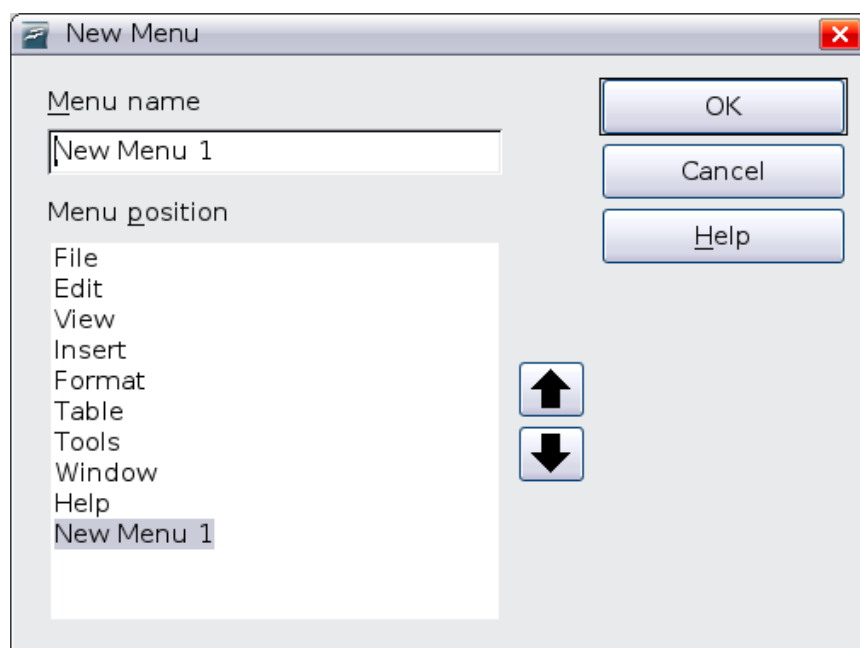 New Menu
Menu name
New Menu 1
OK
Cancel
Help
Menu position
File
Edit
View
Insert
Format
Table
Tools
Window
Help
New Menu 1